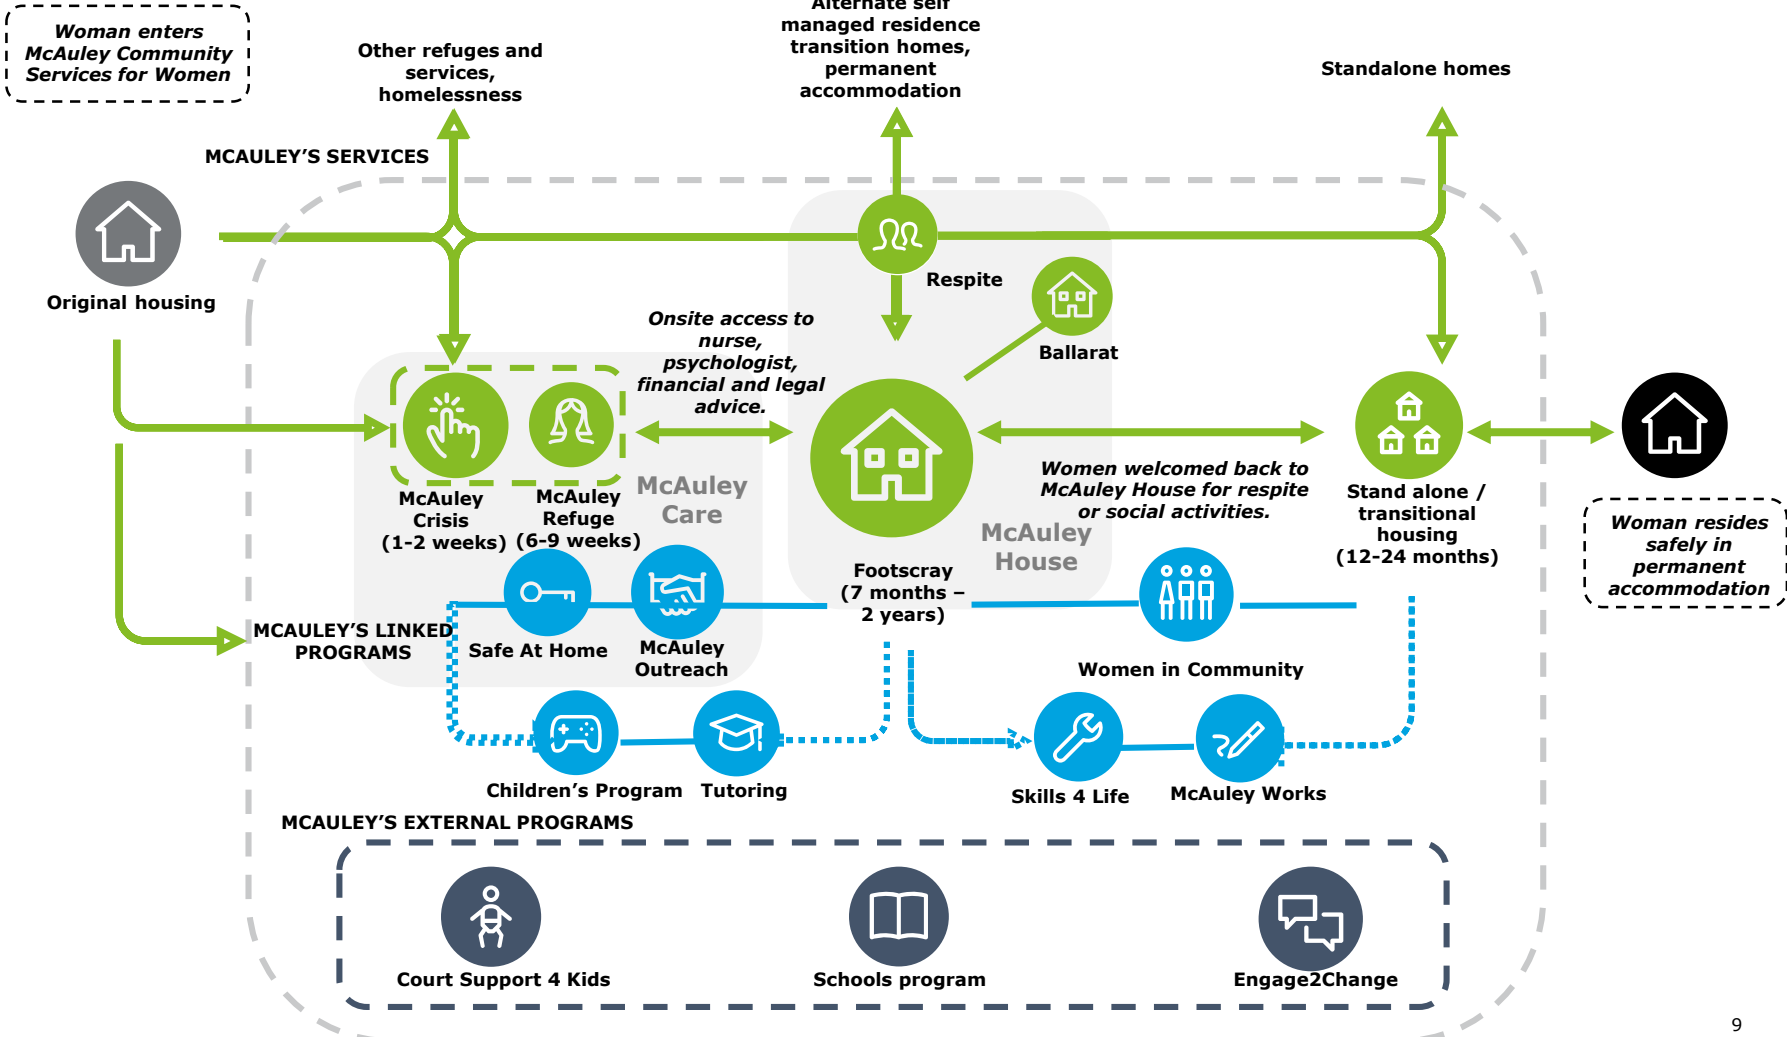 Woman enters
McAuley Community
Services for Women
Other refuges and
services,
homelessness
Alternate self
managed residence
transition homes,
permanent
accommodation
Standalone homes
MCAULEY’S SERVICES
Original housing
Respite
Ballarat
Onsite access to
nurse,
psychologist,
financial and legal
advice.
McAuley
Crisis
(1-2 weeks)
McAuley
Refuge
(6-9 weeks)
McAuley
Care
McAuley
House
Women welcomed back to
McAuley House for respite
or social activities.
Stand alone /
transitional
housing
(12-24 months)
Woman resides
safely in
permanent
accommodation
Footscray
(7 months –
2 years)
MCAULEY’S LINKED
PROGRAMS
Safe At Home
McAuley
Outreach
Women in Community
Children’s Program
Tutoring
Skills 4 Life
McAuley Works
MCAULEY’S EXTERNAL PROGRAMS
Court Support 4 Kids
Schools program
Engage2Change
9